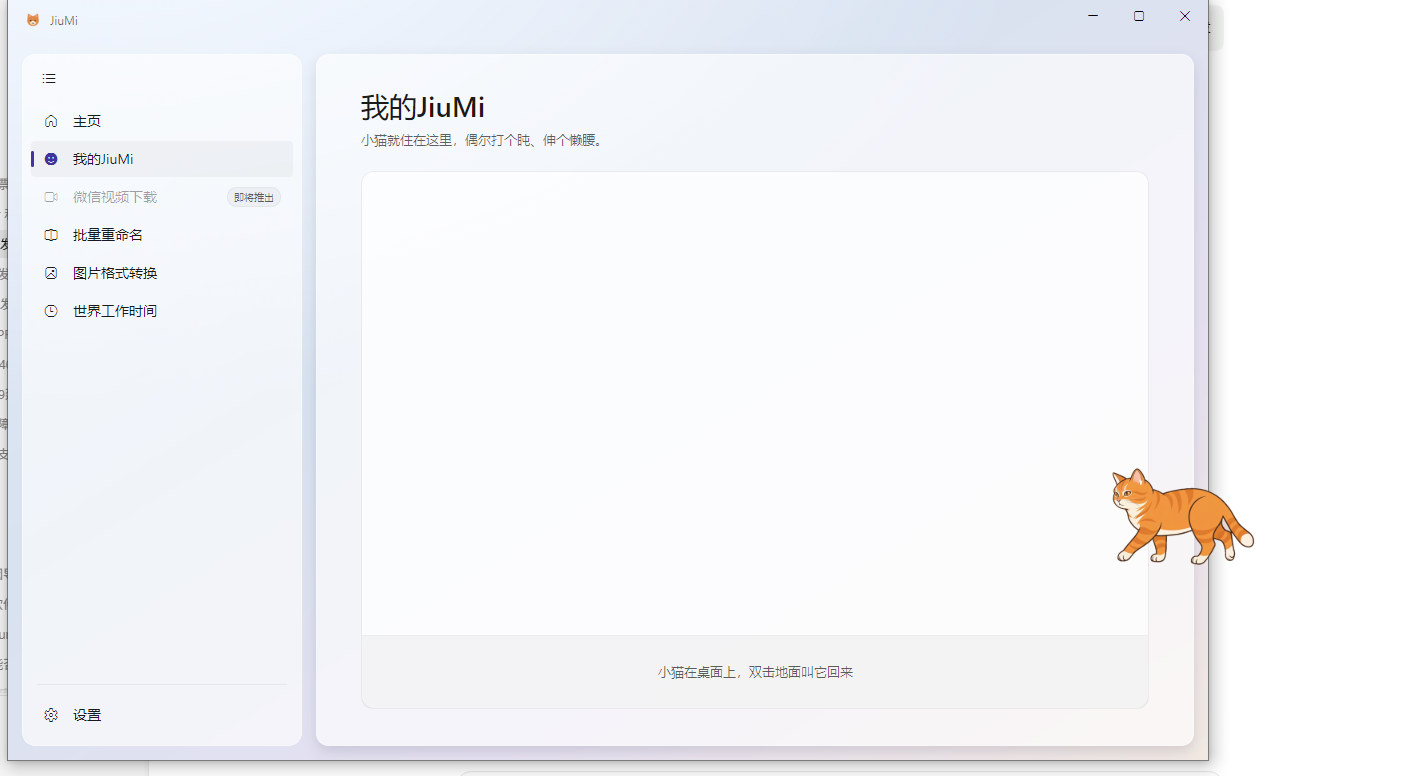 JiuMi
主页
我的JiuMi
微信视频下载
即将推出
批量重命名
图片格式转换
世界工作时间
设置
我的JiuMi
小猫就住在这里，偶尔打个盹、伸个懒腰。
小猫在桌面上，双击地面叫它回来